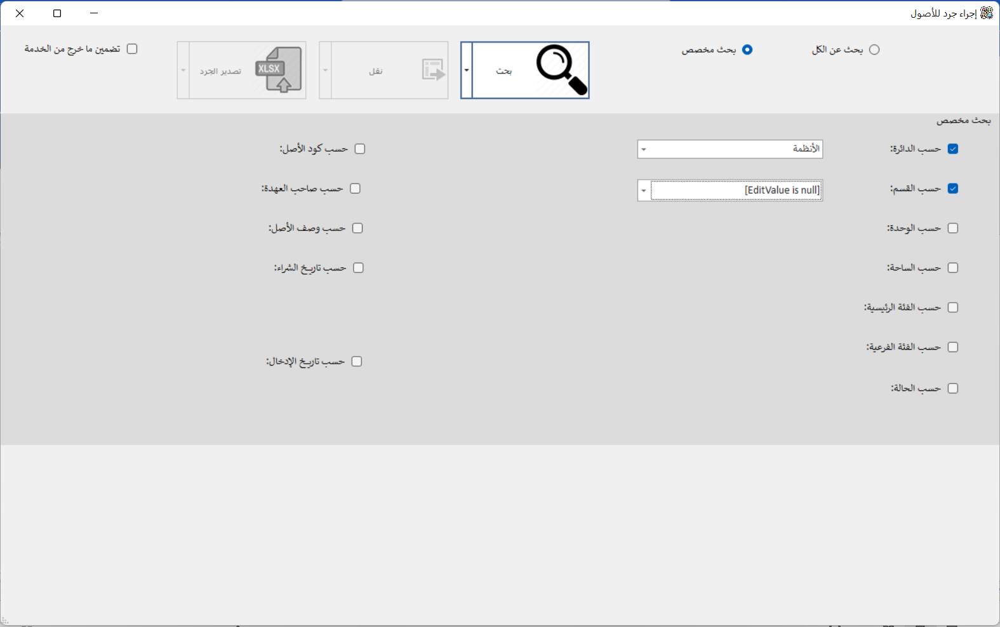 إجراء جرد للأصول
بحث عن الكل
بحث مخصص
بحث
نقل
XLSX
تصدير الجرد
تضمين ما خرج من الخدمة
بحث مخصص
حسب الدائرة:
الأنظمة
حسب كود الأصل:
حسب القسم:
[EditValue is null]
حسب صاحب العهدة:
حسب الوحدة:
حسب وصف الأصل:
حسب الساحة:
حسب تاريخ الشراء:
حسب الفئة الرئيسية:
حسب الفئة الفرعية:
حسب تاريخ الإدخال:
حسب الحالة: